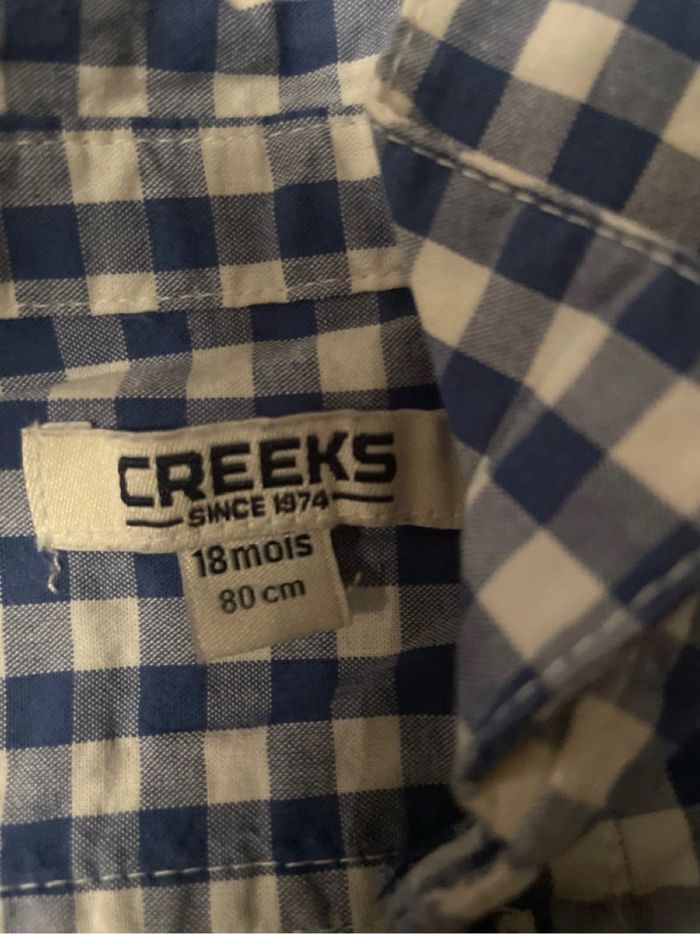 CREEKS
SINCE 1974
18 mois
80 cm